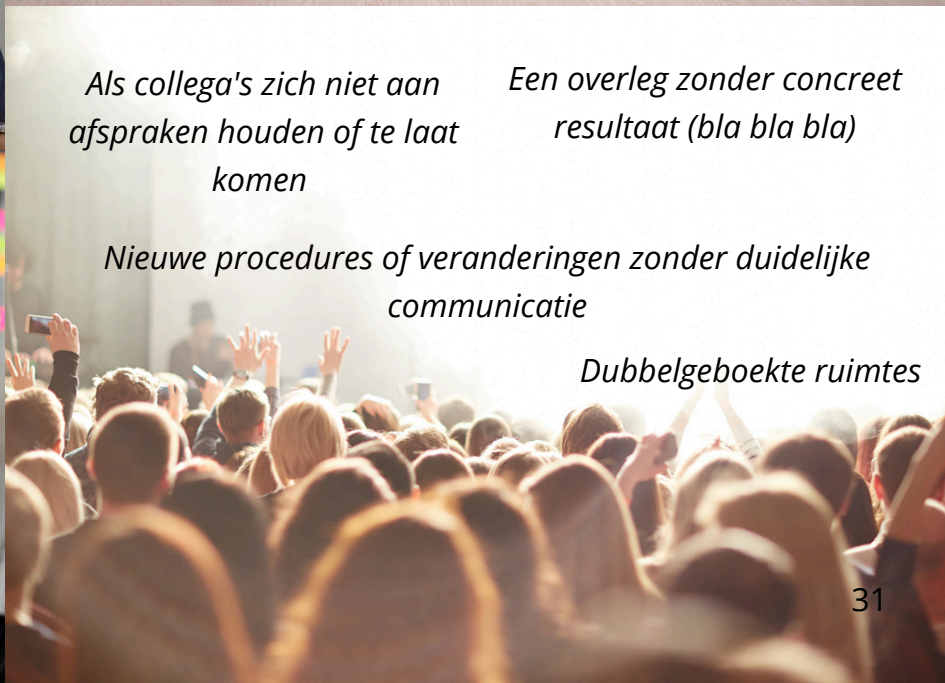 Als collega's zich niet aan
afspraken houden of te laat
komen
Een overleg zonder concreet
resultaat (bla bla bla)
Nieuwe procedures of veranderingen zonder duidelijke
communicatie
Dubbelgeboekte ruimtes
31